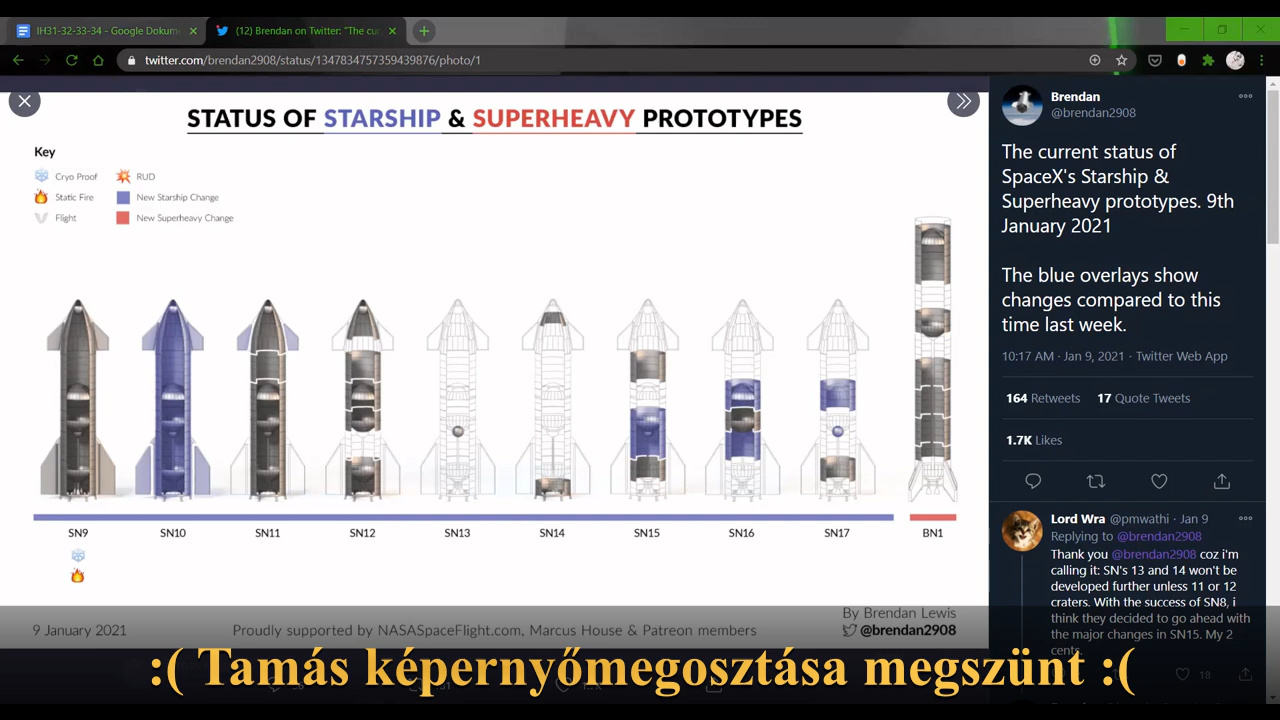 IH31-32-33-34 - Google Dokum
(12) Brendan on Twitter: "The cu
twitter.com/brendan2908/status/1347834757359439876/photo/1
STATUS OF STARSHIP & SUPERHEAVY PROTOTYPES
Key
Cryo Proof
RUD
Static Fire
New Starship Change
Flight
New Superheavy Change
SN9
SN10
SN11
SN12
SN13
SN14
SN15
SN16
SN17
BN1
9 January 2021
Proudly supported by NASASpaceFlight.com, Marcus House & Patreon members
By Brendan Lewis
@brendan2908
Brendan
@brendan2908
The current status of
SpaceX's Starship &
Superheavy prototypes. 9th
January 2021
The blue overlays show
changes compared to this
time last week.
10:17 AM · Jan 9, 2021 · Twitter Web App
164 Retweets 17 Quote Tweets
1.7K Likes
Lord Wra @pmwathi · Jan 9
Replying to @brendan2908
Thank you @brendan2908 coz i'm
calling it: SN's 13 and 14 won't be
developed further unless 11 or 12
craters. With the success of SN8, i
think they decided to go ahead with
the major changes in SN15. My 2
cents.
18
:( Tamás képernyőmegosztása megszünt :(